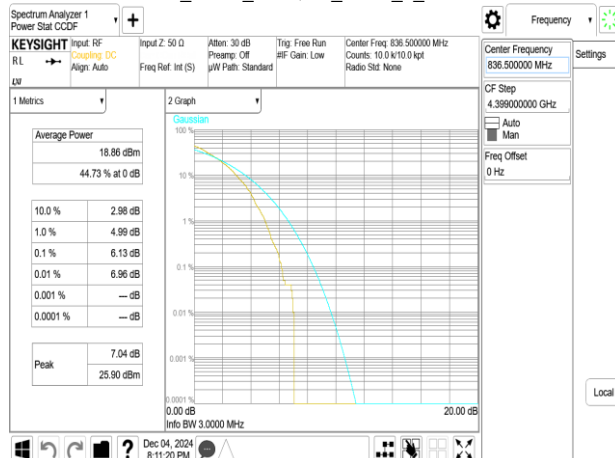 Spectrum Analyzer 1
Power Stat CCDF
KEYSIGHT
RL
Input: RF
Coupling: DC
Align: Auto
Input Z: 50 Ω
Freq Ref: Int (S)
Atten: 30 dB
Preamp: Off
µW Path: Standard
Trig: Free Run
#IF Gain: Low
Center Freq: 836.500000 MHz
Counts: 10.0 k/10.0 kpt
Radio Std: None
1 Metrics
Average Power
18.86 dBm
44.73 % at 0 dB
10.0 % 2.98 dB
1.0 % 4.99 dB
0.1 % 6.13 dB
0.01 % 6.96 dB
0.001 % --- dB
0.0001 % --- dB
Peak
7.04 dB
25.90 dBm
2 Graph
Gaussian
100 %
10 %
1 %
0.1 %
0.01 %
0.001 %
0.0001 %
0.00 dB 20.00 dB
Info BW 3.0000 MHz
Dec 04, 2024
8:11:20 PM
Frequency
Center Frequency
836.500000 MHz
CF Step
4.399000000 GHz
Auto
Man
Freq Offset
0 Hz
Settings
Local